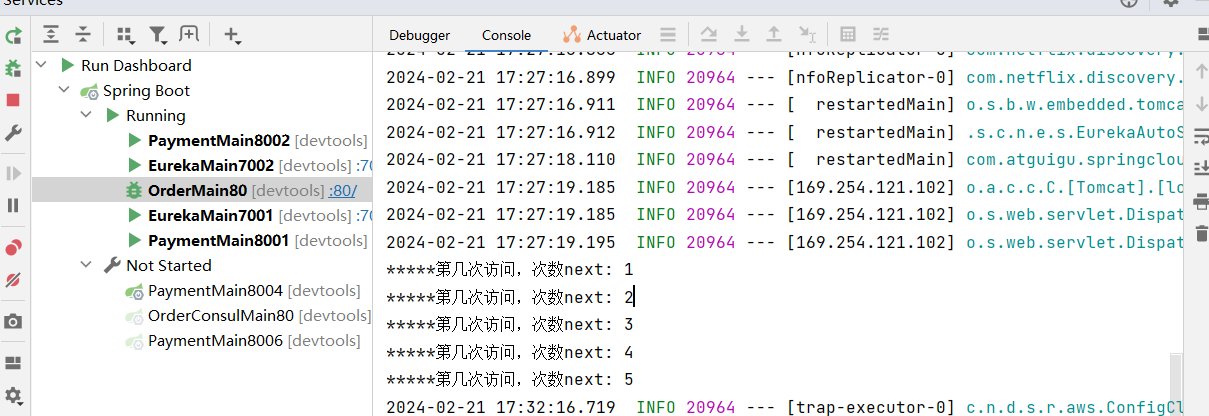 Services
Debugger Console Actuator
Run Dashboard
Spring Boot
Running
PaymentMain8002 [devtools]
EurekaMain7002 [devtools] :70
OrderMain80 [devtools] :80/
EurekaMain7001 [devtools] :70
PaymentMain8001 [devtools]
Not Started
PaymentMain8004 [devtools]
OrderConsulMain80 [devtools]
PaymentMain8006 [devtools]
2024-02-21 17:27:16.899 INFO 20964 --- [nfoReplicator-0] com.netflix.discovery.
2024-02-21 17:27:16.911 INFO 20964 --- [ restartedMain] o.s.b.w.embedded.tomca
2024-02-21 17:27:16.912 INFO 20964 --- [ restartedMain] .s.c.n.e.s.EurekaAutoS
2024-02-21 17:27:18.110 INFO 20964 --- [ restartedMain] com.atguigu.springclou
2024-02-21 17:27:19.185 INFO 20964 --- [169.254.121.102] o.a.c.c.C.[Tomcat].[lo
2024-02-21 17:27:19.185 INFO 20964 --- [169.254.121.102] o.s.web.servlet.Dispat
2024-02-21 17:27:19.195 INFO 20964 --- [169.254.121.102] o.s.web.servlet.Dispat
*****第几次访问，次数next: 1
*****第几次访问，次数next: 2
*****第几次访问，次数next: 3
*****第几次访问，次数next: 4
*****第几次访问，次数next: 5
2024-02-21 17:32:16.719 INFO 20964 --- [trap-executor-0] c.n.d.s.r.aws.ConfigCl